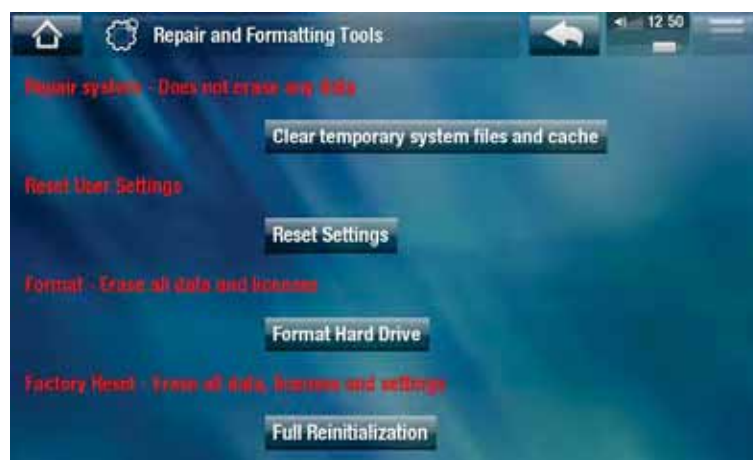 Repair and Formatting Tools
12 50
Repair system - Does not erase any data
Clear temporary system files and cache
Reset User Settings
Reset Settings
Format - Erase all data and licenses
Format Hard Drive
Factory Reset - Erase all data, licenses and settings
Full Reinitialization